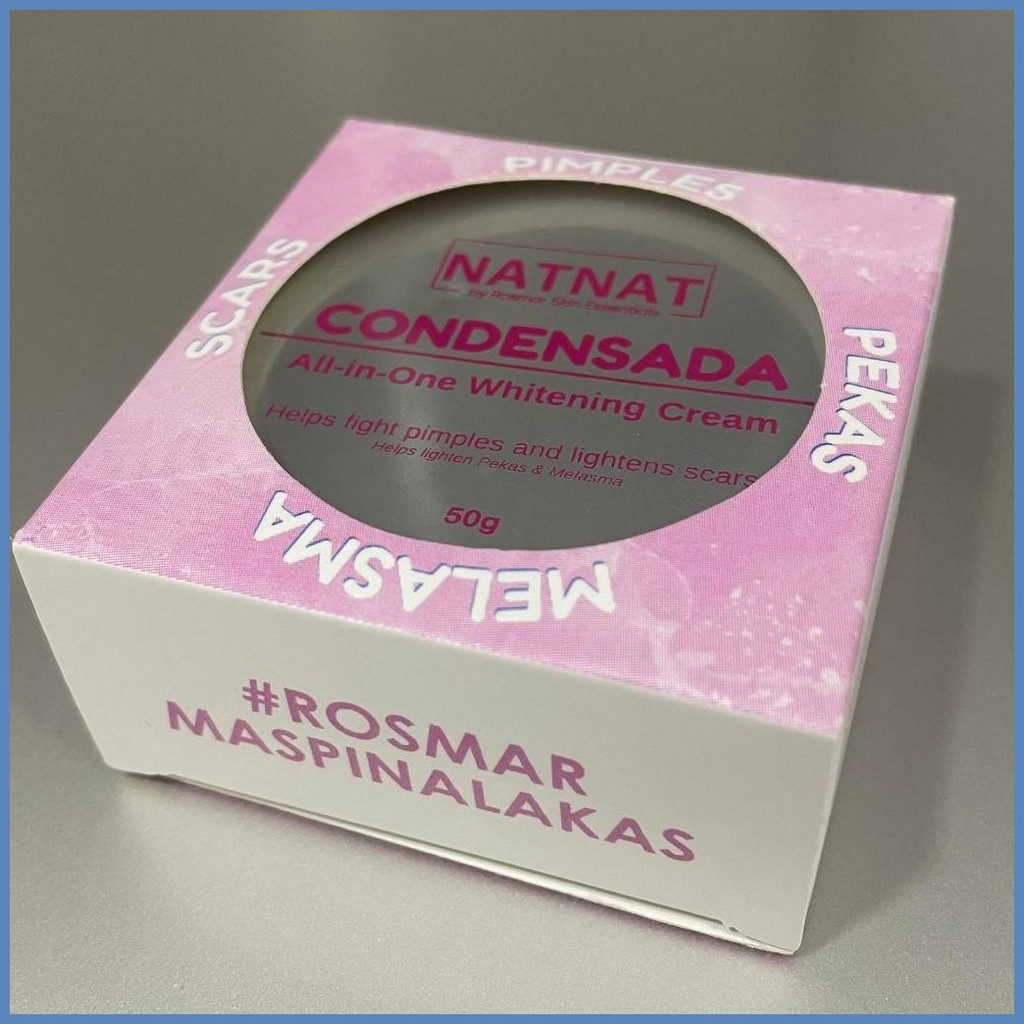 PIMPLES
SCARS
PEKAS
MELASMA
NATNAT
by Rosmar Skin Essentials
CONDENSADA
All-in-One Whitening Cream
Helps fight pimples and lightens scars
Helps lighten Pekas & Melasma
50g
#ROSMAR
MASPINALAKAS